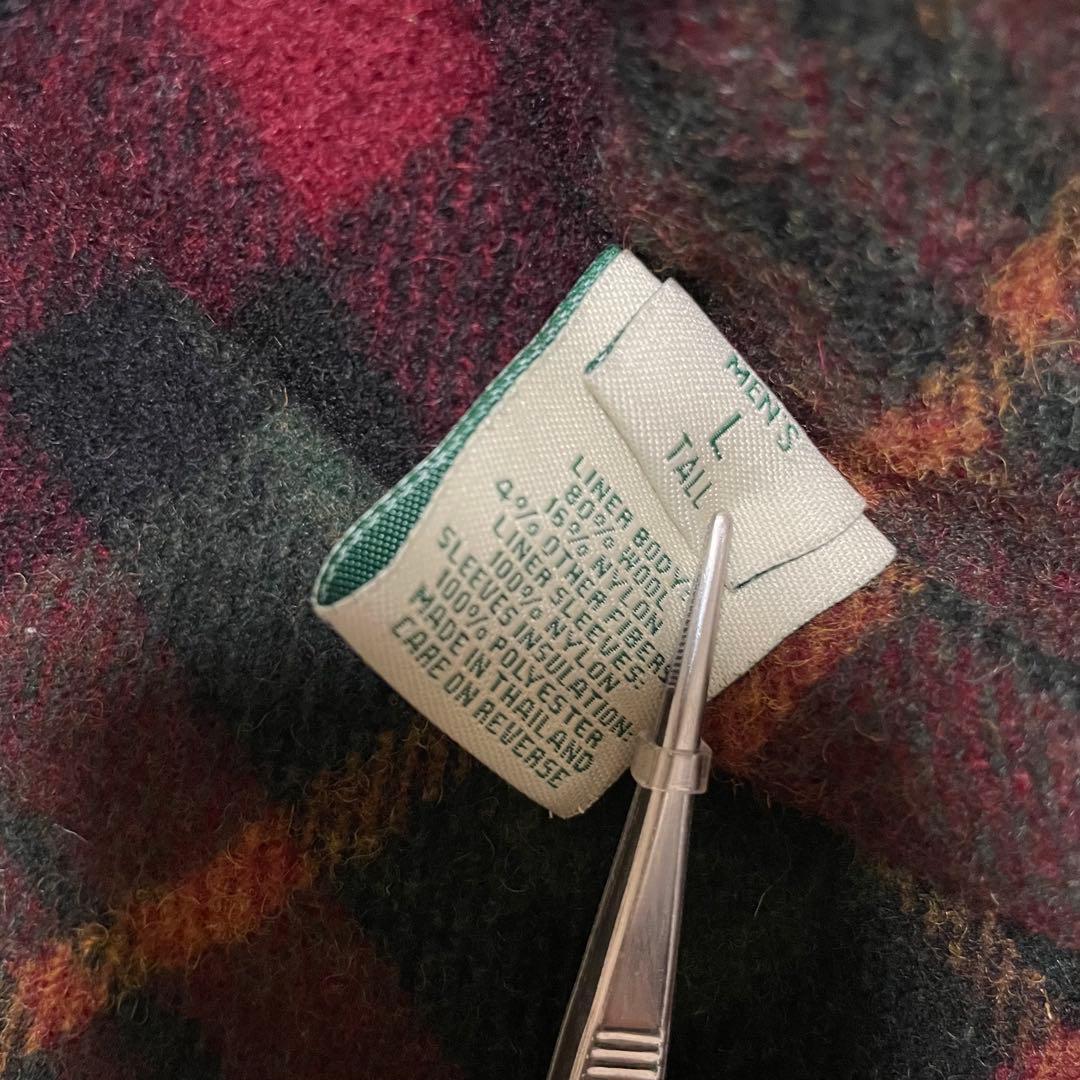 MEN'S
L
TALL
LINER BODY:
80% WOOL
16% NYLON
4% OTHER FIBERS
LINER SLEEVES:
100% NYLON
SLEEVES INSULATION:
100% POLYESTER
MADE IN THAILAND
CARE ON REVERSE